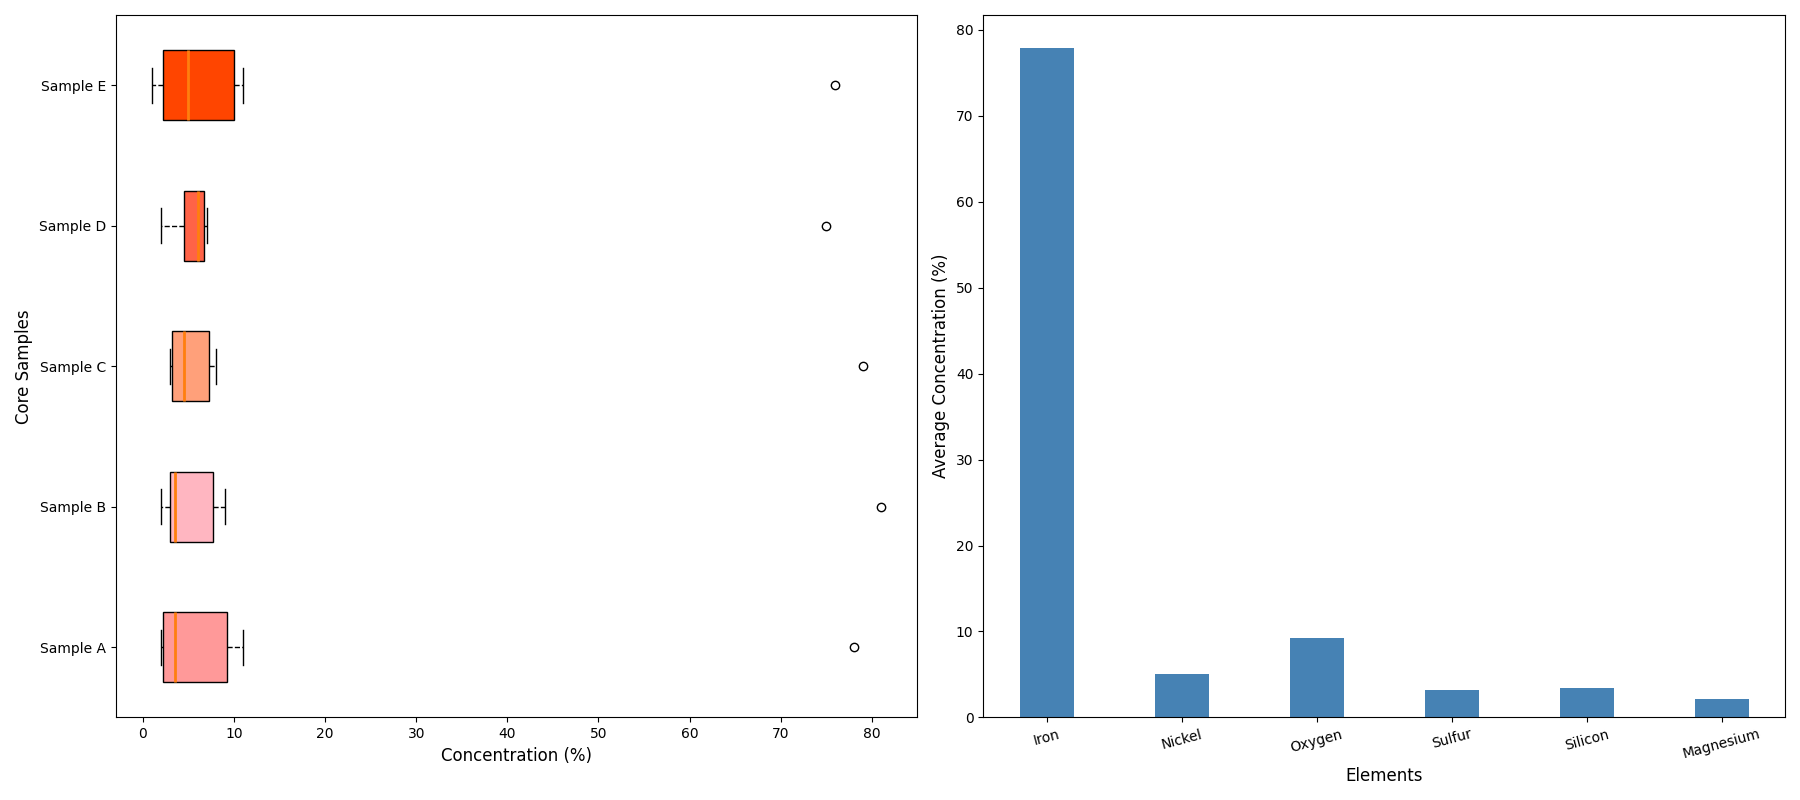 Core Samples
Sample E
Sample D
Sample C
Sample B
Sample A
0 10 20 30 40 50 60 70 80
Concentration (%)
Average Concentration (%)
80
70
60
50
40
30
20
10
0
Iron Nickel Oxygen Sulfur Silicon Magnesium
Elements